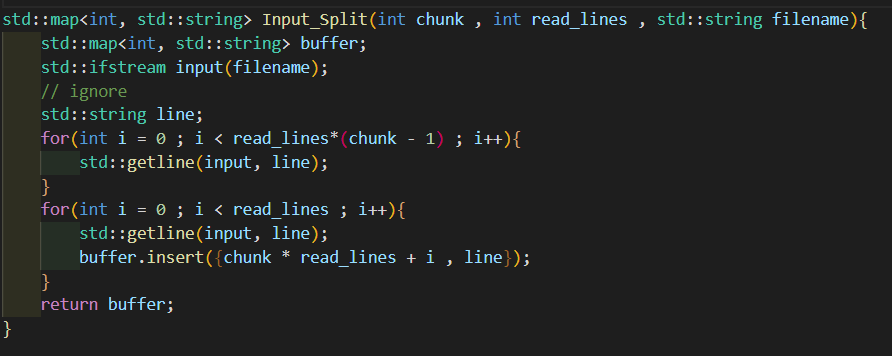 std::map<int, std::string> Input_Split(int chunk , int read_lines , std::string filename){
    std::map<int, std::string> buffer;
    std::ifstream input(filename);
    // ignore
    std::string line;
    for(int i = 0 ; i < read_lines*(chunk - 1) ; i++){
        std::getline(input, line);
    }
    for(int i = 0 ; i < read_lines ; i++){
        std::getline(input, line);
        buffer.insert({chunk * read_lines + i , line});
    }
    return buffer;
}